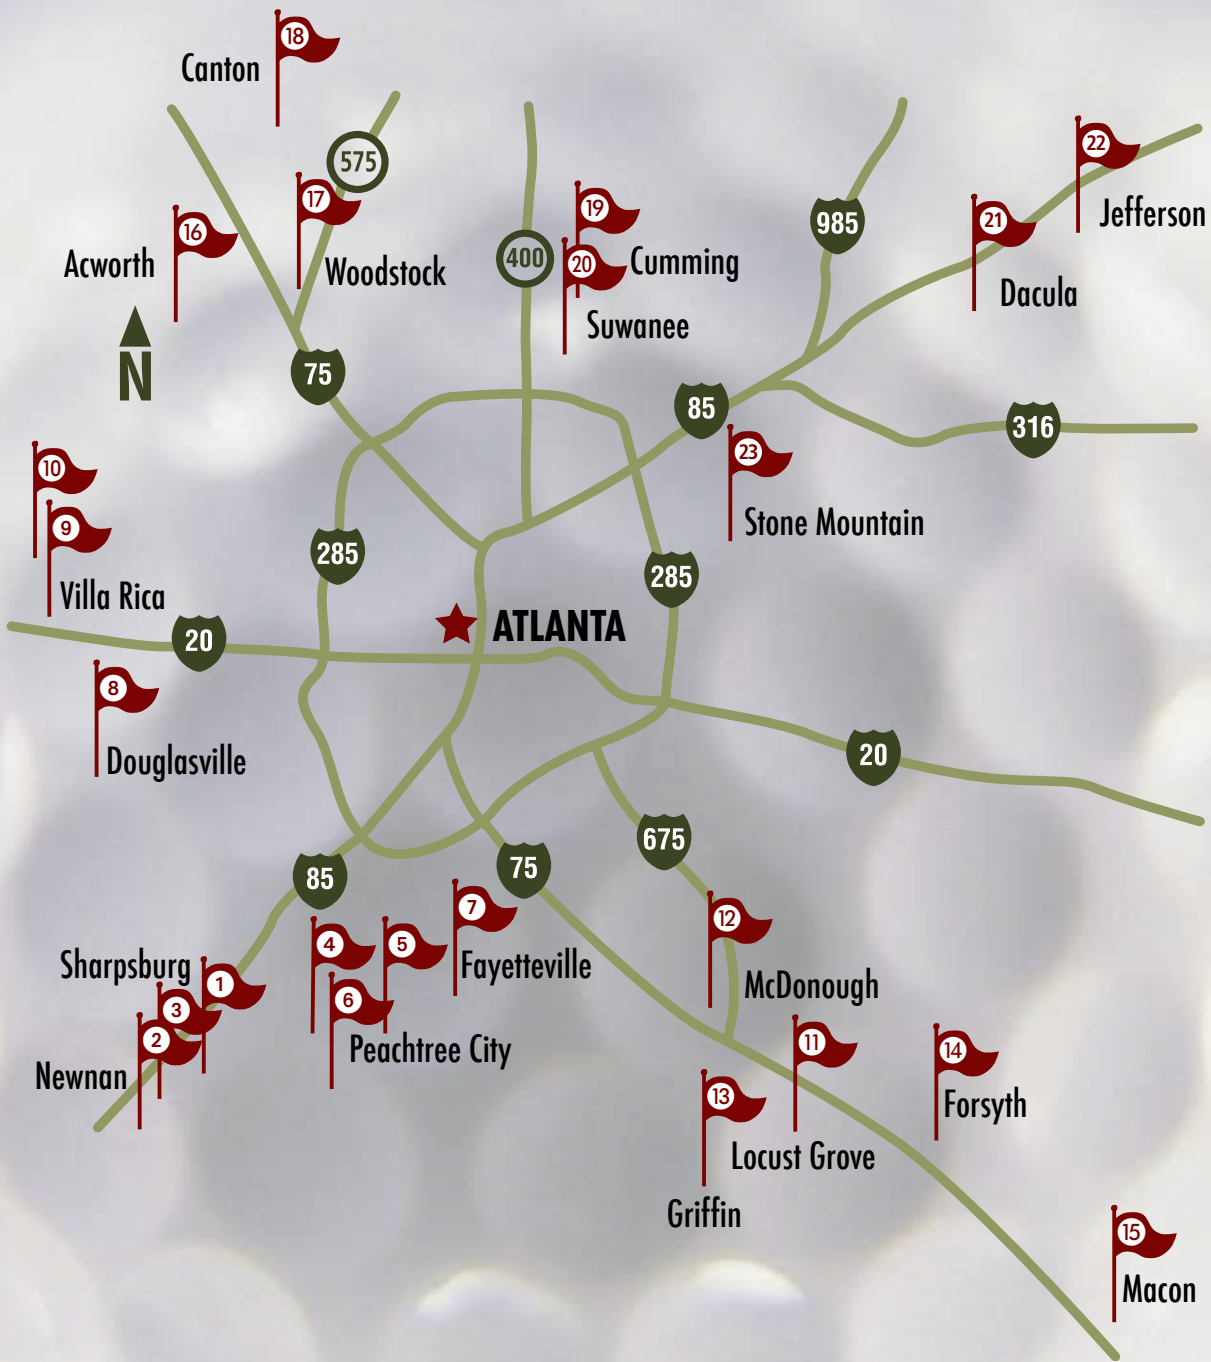 18
Canton
575
22
17
19
985
21
Jefferson
16
Acworth
Woodstock
400
20
Cumming
Dacula
Suwanee
N
75
85
316
10
23
9
Stone Mountain
285
285
Villa Rica
20
ATLANTA
8
Douglasville
20
675
85
75
7
12
4
5
Sharpsburg
Fayetteville
1
McDonough
3
6
2
11
14
Newnan
Peachtree City
13
Forsyth
Locust Grove
Griffin
15
Macon